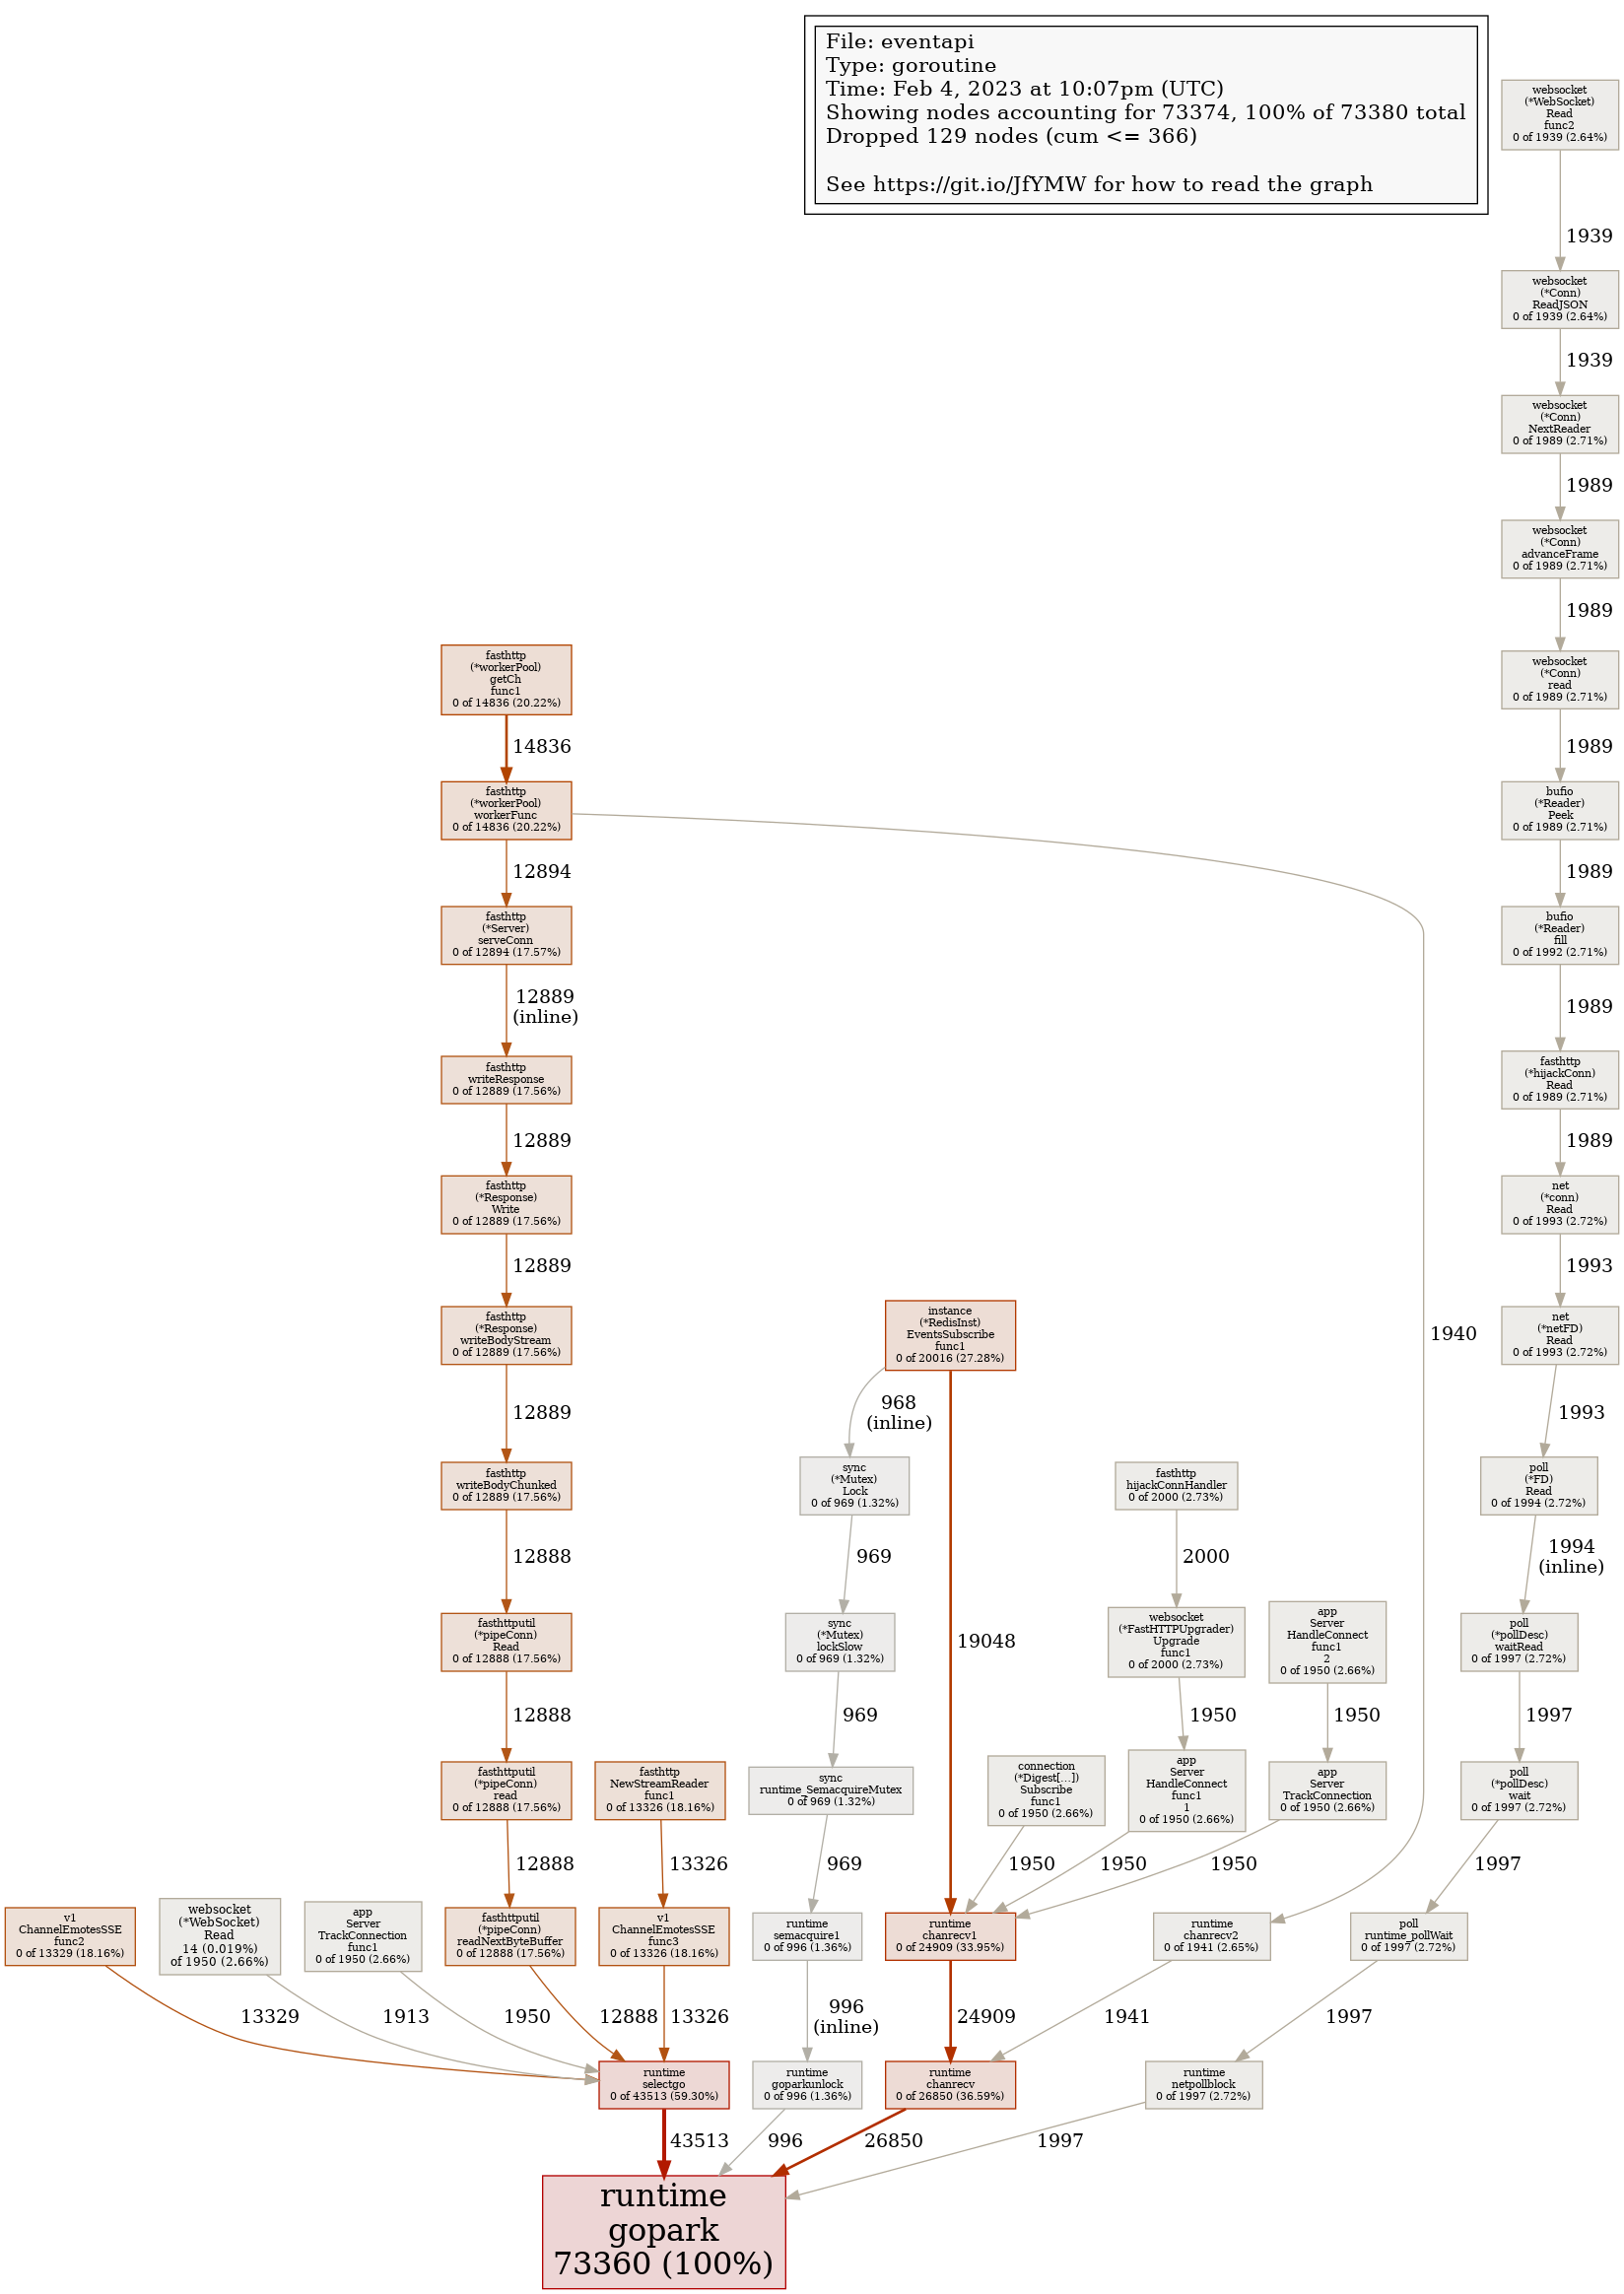 File: eventapi
Type: goroutine
Time: Feb 4, 2023 at 10:07pm (UTC)
Showing nodes accounting for 73374, 100% of 73380 total
Dropped 129 nodes (cum <= 366)
See https://git.io/JfYMW for how to read the graph
websocket
(*WebSocket)
Read
func2
0 of 1939 (2.64%)
1939
websocket
(*Conn)
ReadJSON
0 of 1939 (2.64%)
1939
websocket
(*Conn)
NextReader
0 of 1989 (2.71%)
1989
websocket
(*Conn)
advanceFrame
0 of 1989 (2.71%)
1989
websocket
(*Conn)
read
0 of 1989 (2.71%)
1989
bufio
(*Reader)
Peek
0 of 1989 (2.71%)
1989
bufio
(*Reader)
fill
0 of 1992 (2.71%)
1989
fasthttp
(*hijackConn)
Read
0 of 1989 (2.71%)
1989
net
(*conn)
Read
0 of 1993 (2.72%)
1993
net
(*netFD)
Read
0 of 1993 (2.72%)
1993
poll
(*FD)
Read
0 of 1994 (2.72%)
1994
(inline)
poll
(*pollDesc)
waitRead
0 of 1997 (2.72%)
1997
poll
(*pollDesc)
wait
0 of 1997 (2.72%)
1997
poll
runtime_pollWait
0 of 1997 (2.72%)
1997
runtime
netpollblock
0 of 1997 (2.72%)
1997
fasthttp
(*workerPool)
getCh
func1
0 of 14836 (20.22%)
14836
fasthttp
(*workerPool)
workerFunc
0 of 14836 (20.22%)
12894
1940
fasthttp
(*Server)
serveConn
0 of 12894 (17.57%)
12889
(inline)
fasthttp
writeResponse
0 of 12889 (17.56%)
12889
fasthttp
(*Response)
Write
0 of 12889 (17.56%)
12889
fasthttp
(*Response)
writeBodyStream
0 of 12889 (17.56%)
12889
fasthttp
writeBodyChunked
0 of 12889 (17.56%)
12888
fasthttputil
(*pipeConn)
Read
0 of 12888 (17.56%)
12888
fasthttputil
(*pipeConn)
read
0 of 12888 (17.56%)
12888
fasthttputil
(*pipeConn)
readNextByteBuffer
0 of 12888 (17.56%)
12888
fasthttp
NewStreamReader
func1
0 of 13326 (18.16%)
13326
v1
ChannelEmotesSSE
func3
0 of 13326 (18.16%)
13326
v1
ChannelEmotesSSE
func2
0 of 13329 (18.16%)
13329
websocket
(*WebSocket)
Read
14 (0.019%)
of 1950 (2.66%)
1913
app
Server
TrackConnection
func1
0 of 1950 (2.66%)
1950
runtime
selectgo
0 of 43513 (59.30%)
43513
instance
(*RedisInst)
EventsSubscribe
func1
0 of 20016 (27.28%)
968
(inline)
19048
sync
(*Mutex)
Lock
0 of 969 (1.32%)
969
sync
(*Mutex)
lockSlow
0 of 969 (1.32%)
969
sync
runtime_SemacquireMutex
0 of 969 (1.32%)
969
runtime
semacquire1
0 of 996 (1.36%)
996
(inline)
runtime
goparkunlock
0 of 996 (1.36%)
996
fasthttp
hijackConnHandler
0 of 2000 (2.73%)
2000
websocket
(*FastHTTPUpgrader)
Upgrade
func1
0 of 2000 (2.73%)
1950
app
Server
HandleConnect
func1
1
0 of 1950 (2.66%)
1950
app
Server
HandleConnect
func1
2
0 of 1950 (2.66%)
1950
app
Server
TrackConnection
0 of 1950 (2.66%)
1950
connection
(*Digest[...])
Subscribe
func1
0 of 1950 (2.66%)
1950
runtime
chanrecv1
0 of 24909 (33.95%)
24909
runtime
chanrecv2
0 of 1941 (2.65%)
1941
runtime
chanrecv
0 of 26850 (36.59%)
26850
runtime
gopark
73360 (100%)